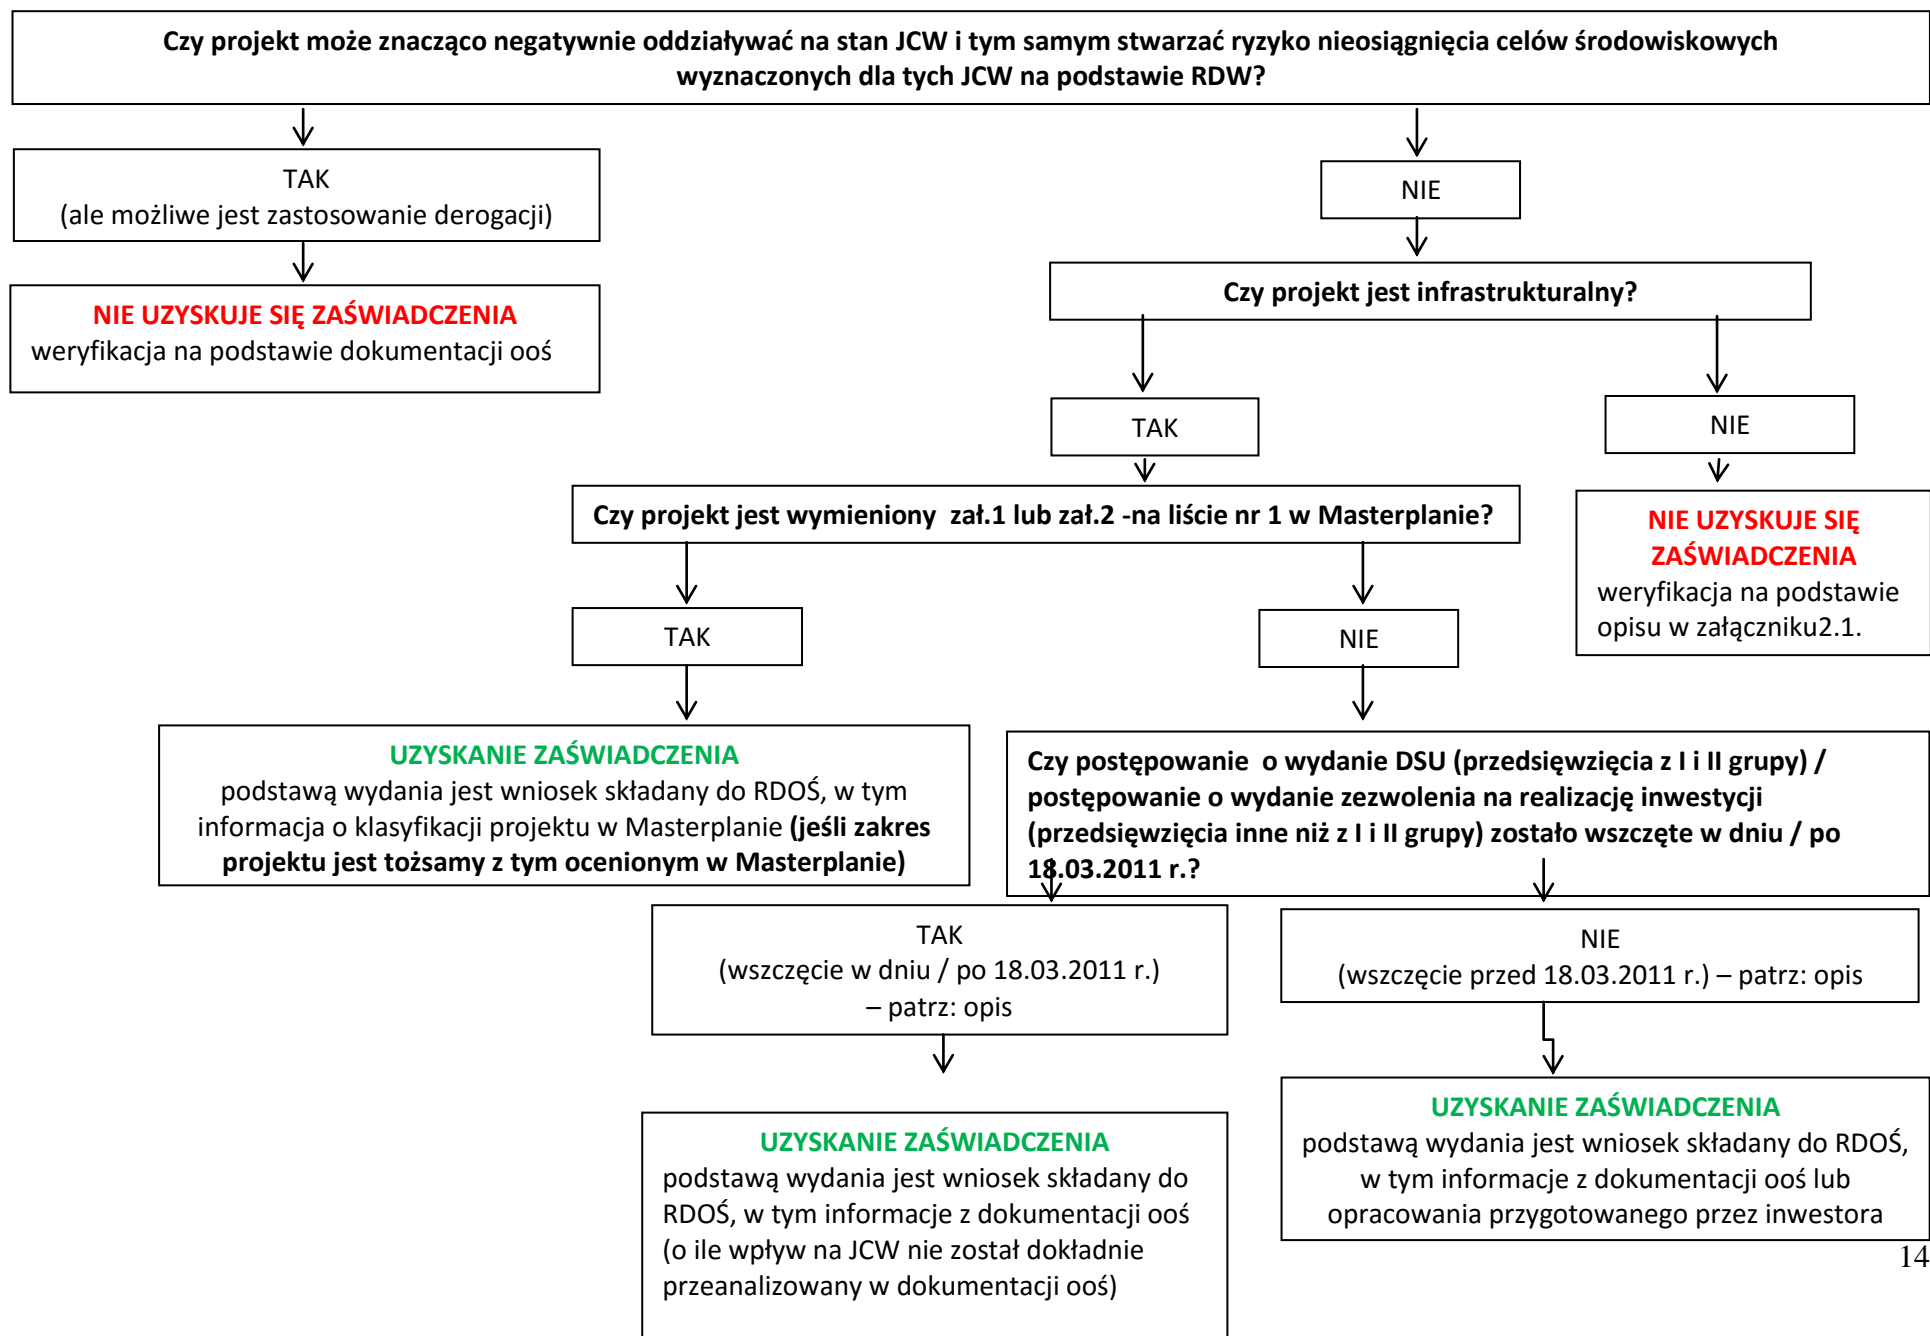 Czy projekt może znacząco negatywnie oddziaływać na stan JCW i tym samym stwarzać ryzyko nieosiągnięcia celów środowiskowych
wyznaczonych dla tych JCW na podstawie RDW?
TAK
(ale możliwe jest zastosowanie derogacji)
NIE
NIE UZYSKUJE SIĘ ZAŚWIADCZENIA
weryfikacja na podstawie dokumentacji ooś
Czy projekt jest infrastrukturalny?
TAK
NIE
Czy projekt jest wymieniony  zał.1 lub zał.2 -na liście nr 1 w Masterplanie?
NIE UZYSKUJE SIĘ
ZAŚWIADCZENIA
weryfikacja na podstawie
opisu w załączniku2.1.
TAK
NIE
UZYSKANIE ZAŚWIADCZENIA
podstawą wydania jest wniosek składany do RDOŚ, w tym
informacja o klasyfikacji projektu w Masterplanie (jeśli zakres
projektu jest tożsamy z tym ocenionym w Masterplanie)
Czy postępowanie  o wydanie DSU (przedsięwzięcia z I i II grupy) /
postępowanie o wydanie zezwolenia na realizację inwestycji
(przedsięwzięcia inne niż z I i II grupy) zostało wszczęte w dniu / po
18.03.2011 r.?
TAK
(wszczęcie w dniu / po 18.03.2011 r.)
– patrz: opis
NIE
(wszczęcie przed 18.03.2011 r.) – patrz: opis
UZYSKANIE ZAŚWIADCZENIA
podstawą wydania jest wniosek składany do
RDOŚ, w tym informacje z dokumentacji ooś
(o ile wpływ na JCW nie został dokładnie
przeanalizowany w dokumentacji ooś)
UZYSKANIE ZAŚWIADCZENIA
podstawą wydania jest wniosek składany do RDOŚ,
w tym informacje z dokumentacji ooś lub
opracowania przygotowanego przez inwestora
14